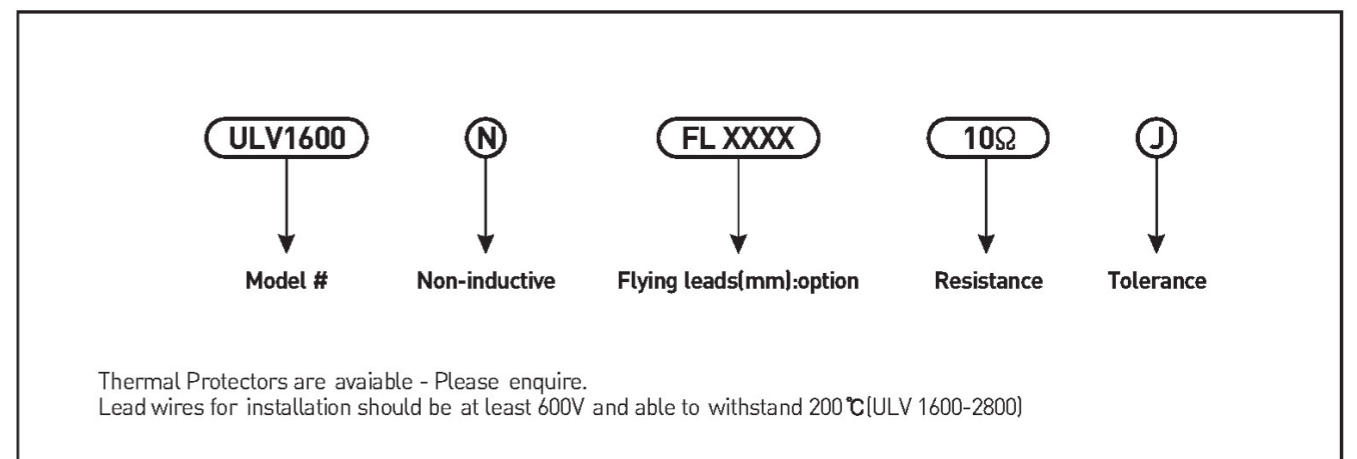 ULV1600 N FL XXXX 10Ω J
Model # Non-inductive Flying leads(mm):option Resistance Tolerance
Thermal Protectors are avaiable - Please enquire.
Lead wires for installation should be at least 600V and able to withstand 200℃(ULV 1600-2800)